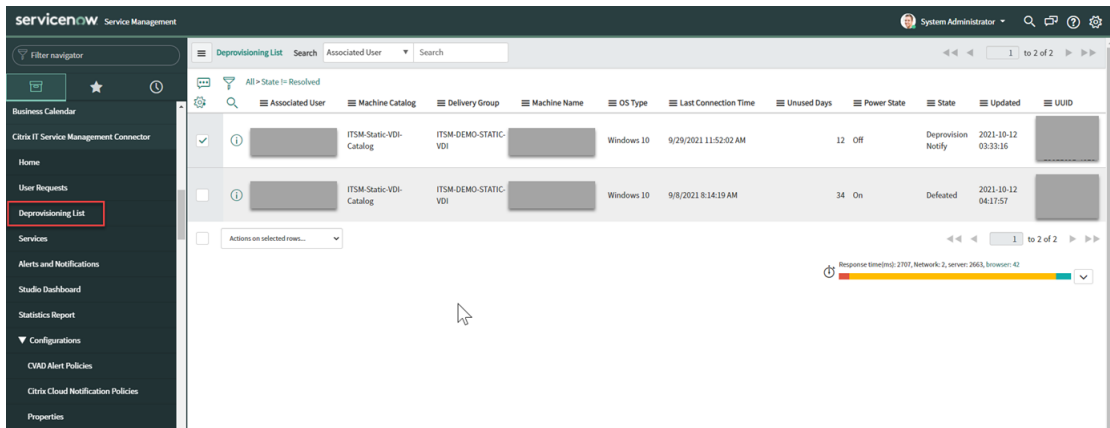 servicenow Service Management
System Administrator
Filter navigator
Deprovisioning List Search Associated User Search
1 to 2 of 2
All > State != Resolved
Business Calendar
Citrix IT Service Management Connector
Home
User Requests
Deprovisioning List
Services
Alerts and Notifications
Studio Dashboard
Statistics Report
Configurations
CVAD Alert Policies
Citrix Cloud Notification Policies
Properties
Associated User Machine Catalog Delivery Group Machine Name OS Type Last Connection Time Unused Days Power State State Updated UUID
ITSM-Static-VDI-Catalog ITSM-DEMO-STATIC-VDI Windows 10 9/29/2021 11:52:02 AM 12 Off Deprovision Notify 2021-10-12 03:33:16
ITSM-Static-VDI-Catalog ITSM-DEMO-STATIC-VDI Windows 10 9/8/2021 8:14:19 AM 34 On Defeated 2021-10-12 04:17:57
Actions on selected rows...
1 to 2 of 2
Response time(ms): 2707, Network: 2, server: 2663, browser: 42